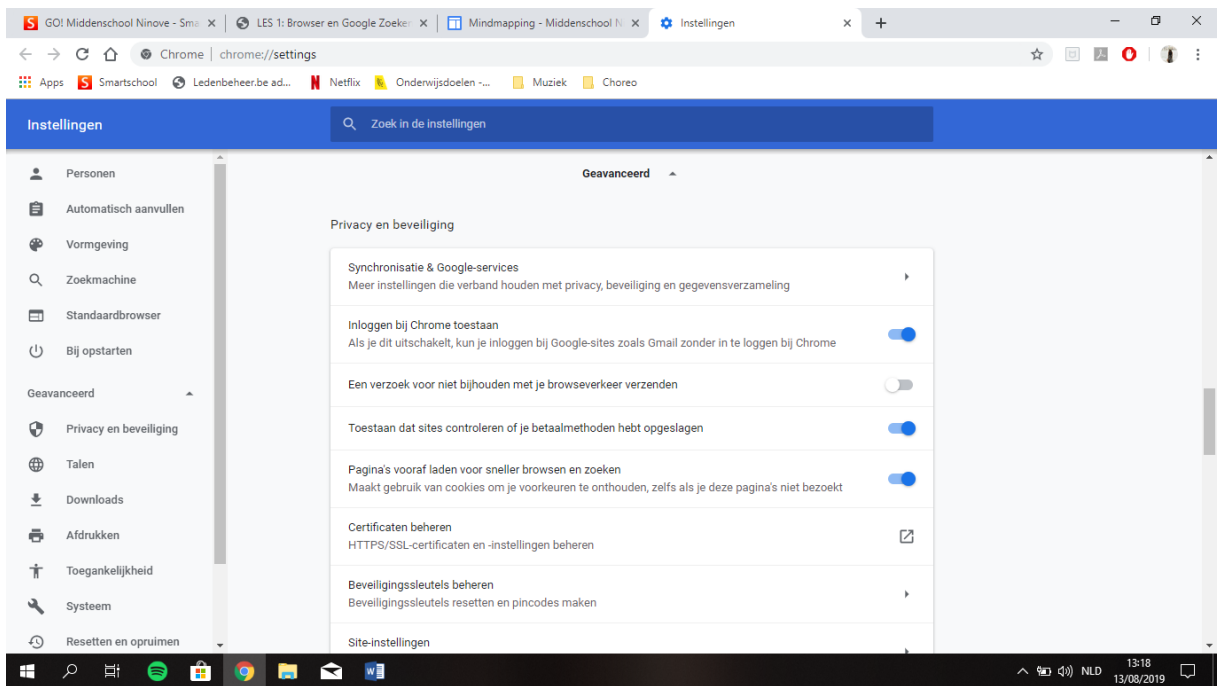 GO! Middenschool Ninove - Sma
LES 1: Browser en Google Zoeker
Mindmapping - Middenschool N
Instellingen
Chrome | chrome://settings
Apps
Smartschool
Ledenbeheer.be ad...
Netflix
Onderwijsdoelen -...
Muziek
Choreo
Instellingen
Zoek in de instellingen
Personen
Automatisch aanvullen
Vormgeving
Zoekmachine
Standaardbrowser
Bij opstarten
Geavanceerd
Privacy en beveiliging
Talen
Downloads
Afdrukken
Toegankelijkheid
Systeem
Resetten en opruimen
Geavanceerd
Privacy en beveiliging
Synchronisatie & Google-services
Meer instellingen die verband houden met privacy, beveiliging en gegevensverzameling
Inloggen bij Chrome toestaan
Als je dit uitschakelt, kun je inloggen bij Google-sites zoals Gmail zonder in te loggen bij Chrome
Een verzoek voor niet bijhouden met je browseverkeer verzenden
Toestaan dat sites controleren of je betaalmethoden hebt opgeslagen
Pagina's vooraf laden voor sneller browsen en zoeken
Maakt gebruik van cookies om je voorkeuren te onthouden, zelfs als je deze pagina's niet bezoekt
Certificaten beheren
HTTPS/SSL-certificaten en -instellingen beheren
Beveiligingssleutels beheren
Beveiligingssleutels resetten en pincodes maken
Site-instellingen
NLD
13:18
13/08/2019